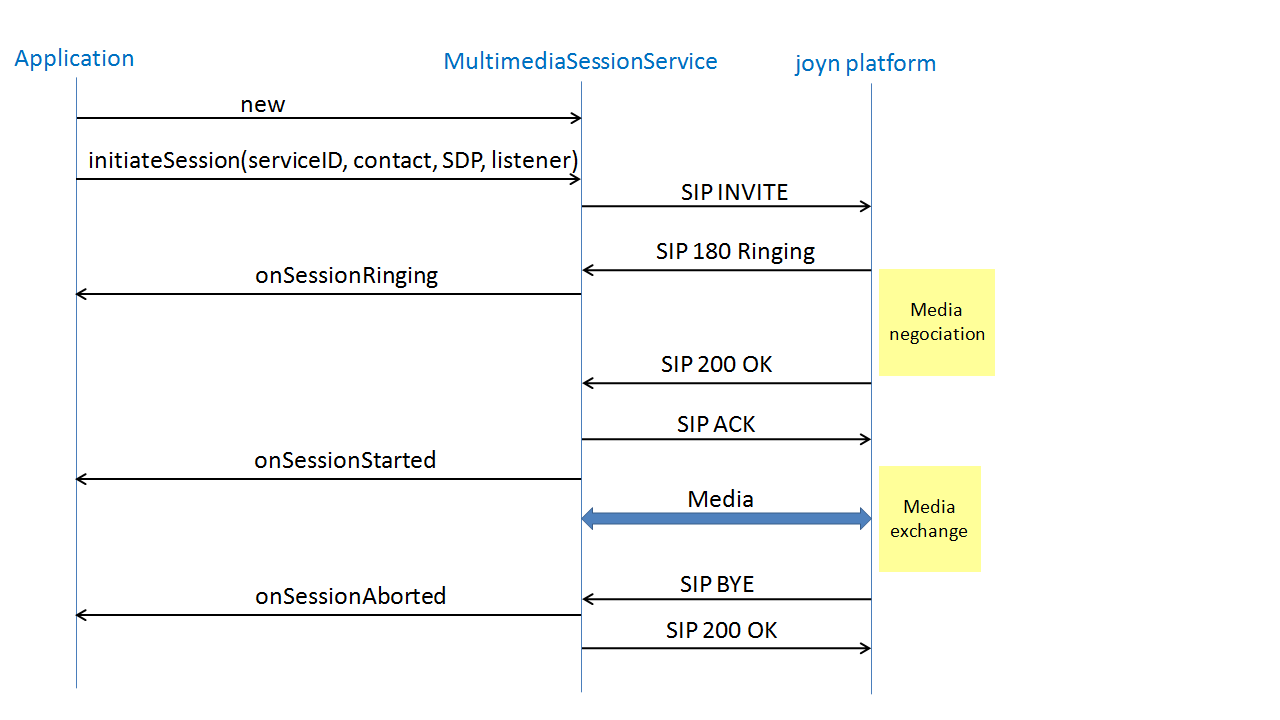 Application
MultimediaSessionService
joyn platform
new
initiateSession(serviceID, contact, SDP, listener)
SIP INVITE
SIP 180 Ringing
onSessionRinging
Media
negociation
SIP 200 OK
SIP ACK
onSessionStarted
Media
Media
exchange
SIP BYE
onSessionAborted
SIP 200 OK